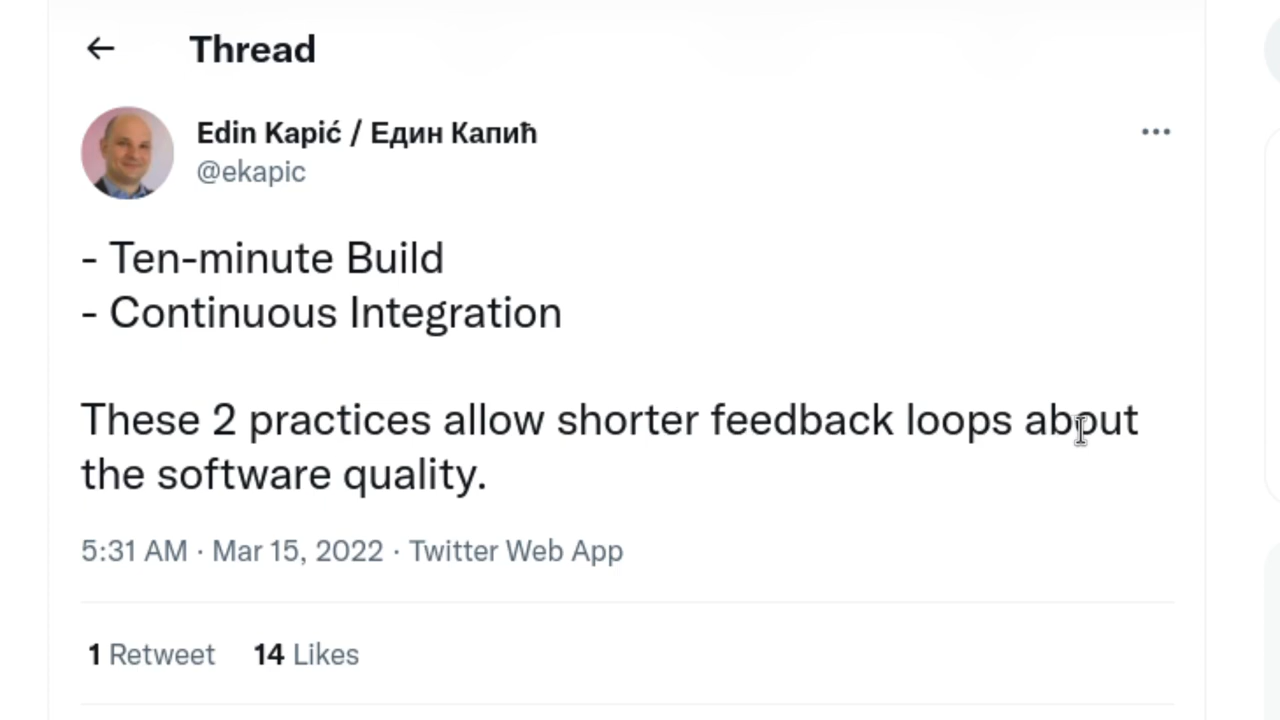 Thread
Edin Kapić / Един Капић
@ekapic
- Ten-minute Build
- Continuous Integration
These 2 practices allow shorter feedback loops about
the software quality.
5:31 AM · Mar 15, 2022 · Twitter Web App
1 Retweet 14 Likes